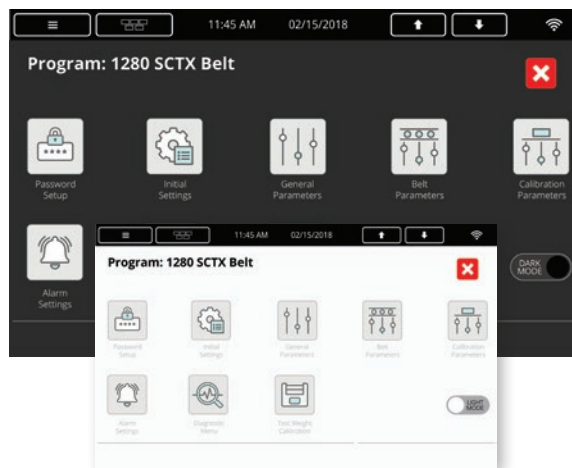 11:45 AM 02/15/2018
Program: 1280 SCTX Belt
Password
Setup
Initial
Settings
General
Parameters
Belt
Parameters
Calibration
Parameters
Alarm
Settings
DARK
MODE
11:45 AM 02/15/2018
Program: 1280 SCTX Belt
Password
Setup
Initial
Settings
General
Parameters
Belt
Parameters
Calibration
Parameters
Alarm
Settings
Diagnostic
Menu
Test Weight
Calibration
LIGHT
MODE